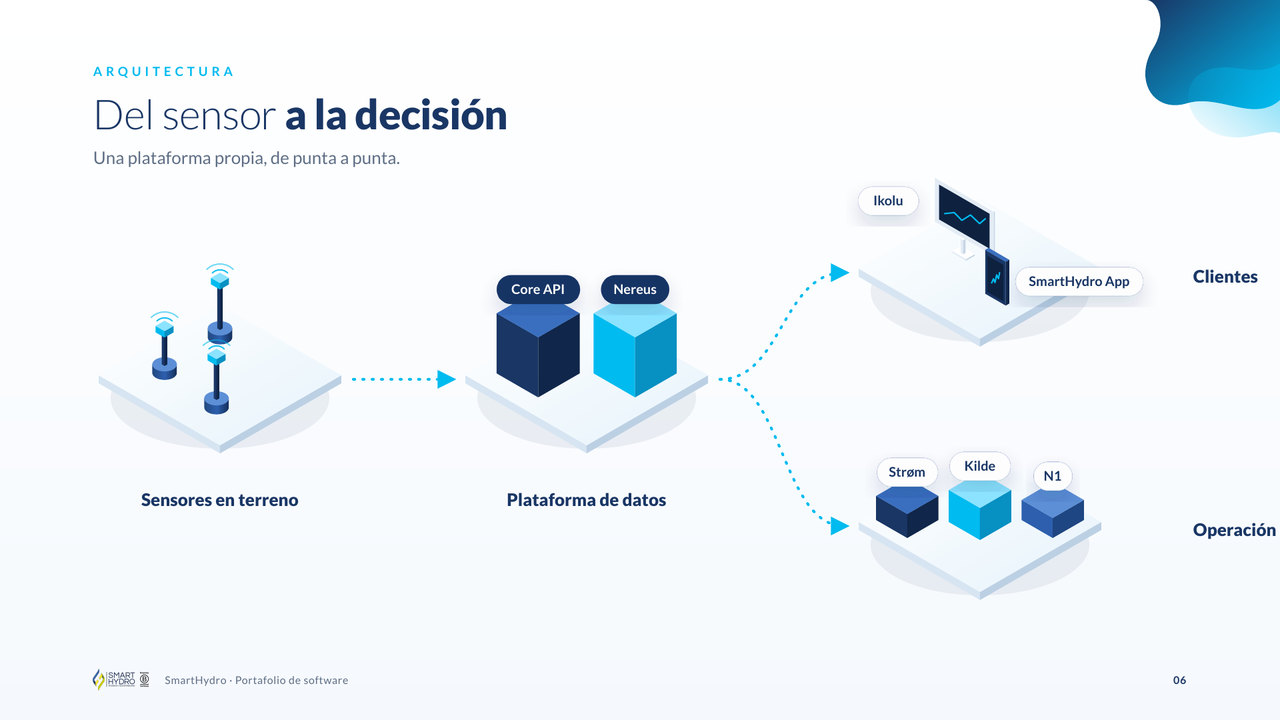 ARQUITECTURA
Del sensor a la decisión
Una plataforma propia, de punta a punta.
Ikolu
SmartHydro App
Clientes
Core API
Nereus
Sensores en terreno
Plataforma de datos
Strøm
Kilde
N1
Operación
SMART
HYDRO
SmartHydro · Portafolio de software
06